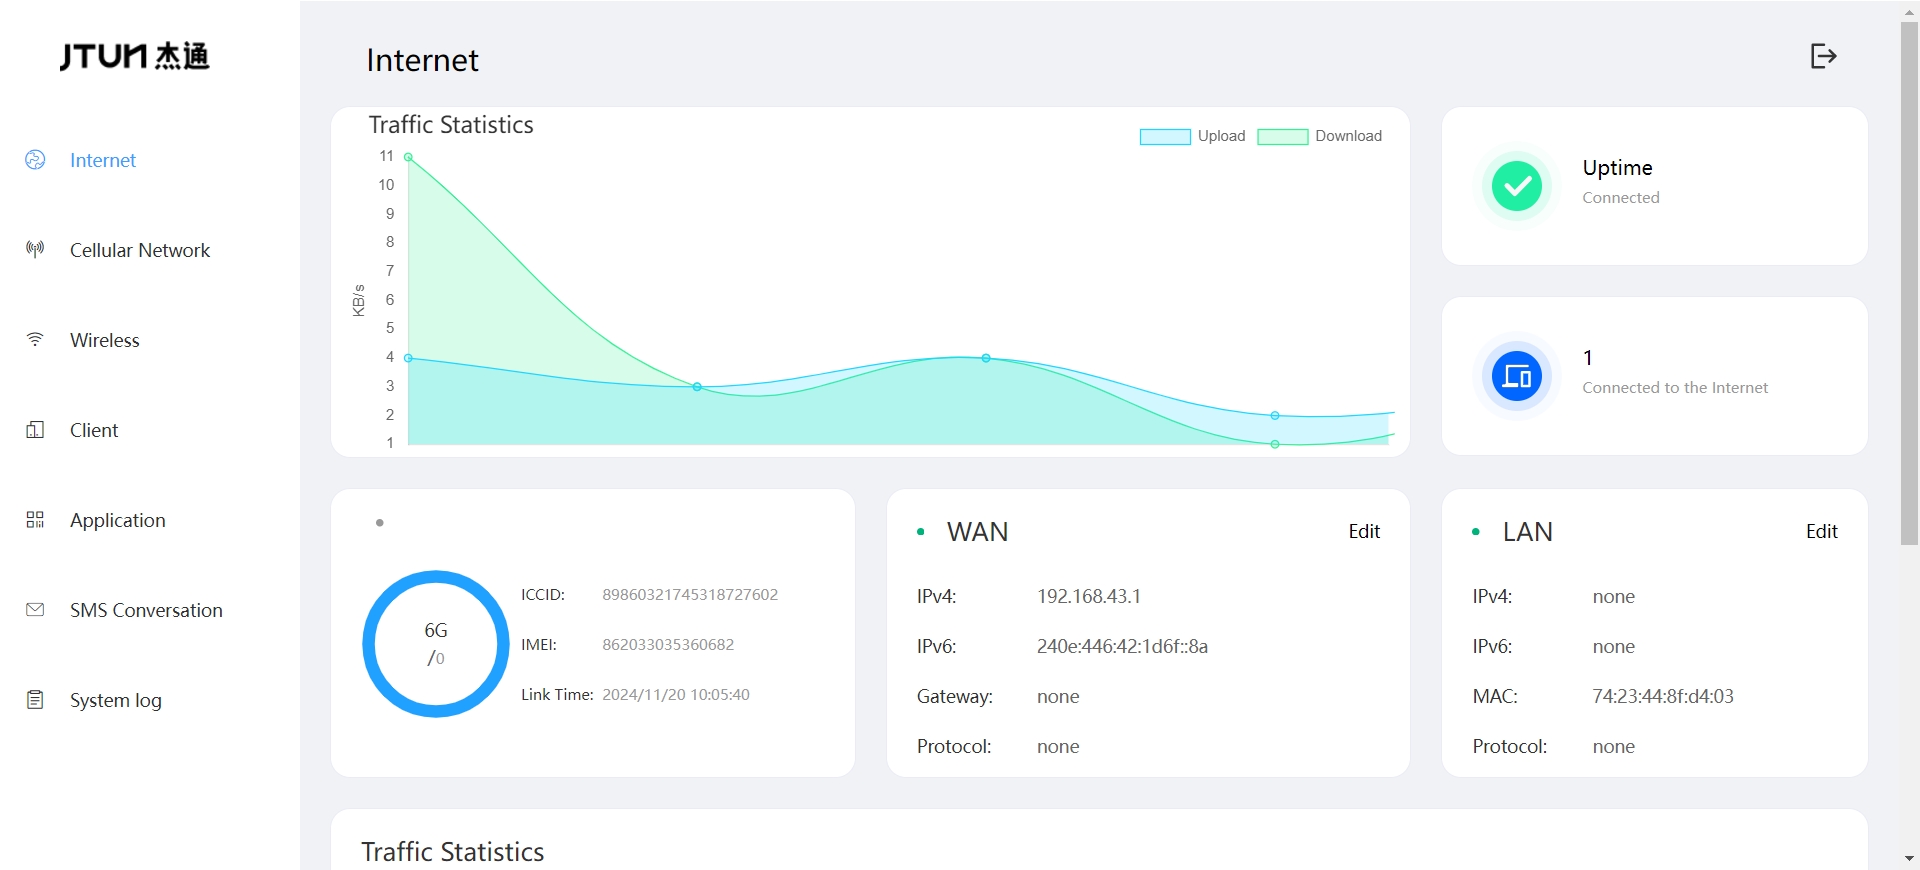 JTUN 杰通
Internet
Cellular Network
Wireless
Client
Application
SMS Conversation
System log
Internet
Traffic Statistics
Upload
Download
KB/s
11
10
9
8
7
6
5
4
3
2
1
Uptime
Connected
1
Connected to the Internet
6G
/0
ICCID: 89860321745318727602
IMEI: 862033035360682
Link Time: 2024/11/20 10:05:40
WAN
Edit
IPv4: 192.168.43.1
IPv6: 240e:446:42:1d6f::8a
Gateway: none
Protocol: none
LAN
Edit
IPv4: none
IPv6: none
MAC: 74:23:44:8f:d4:03
Protocol: none
Traffic Statistics